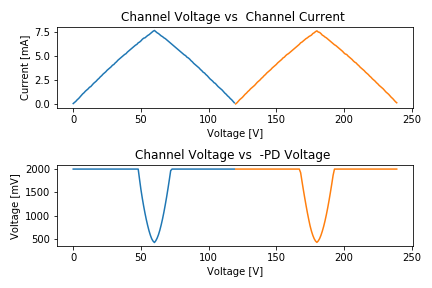 Channel Voltage vs  Channel Current
7.5
5.0
2.5
0.0
Current [mA]
0 50 100 150 200 250
Voltage [V]
Channel Voltage vs  -PD Voltage
2000
1500
1000
500
Voltage [mV]
0 50 100 150 200 250
Voltage [V]